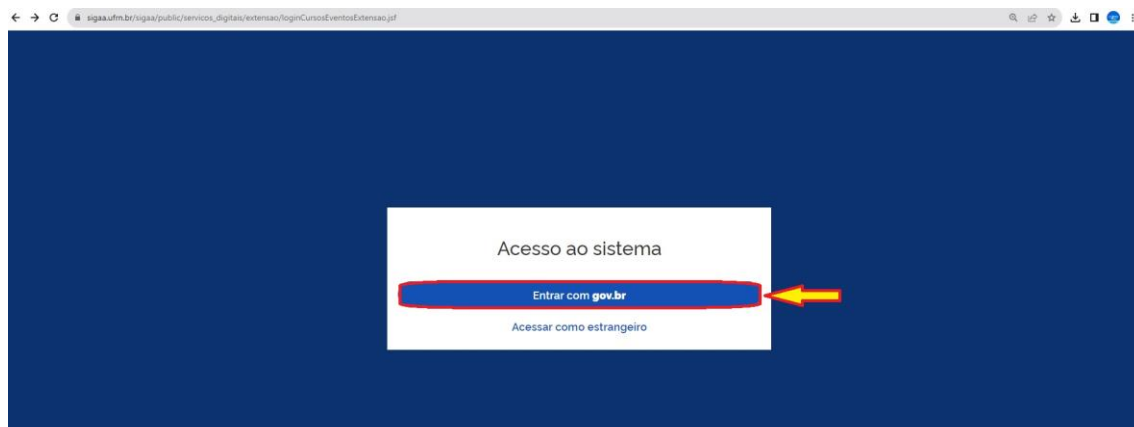 sigaa.ufrn.br/sigaa/public/servicos_digitais/extensao/loginCursosEventosExtensao.jsf
Acesso ao sistema
Entrar com gov.br
Acessar como estrangeiro